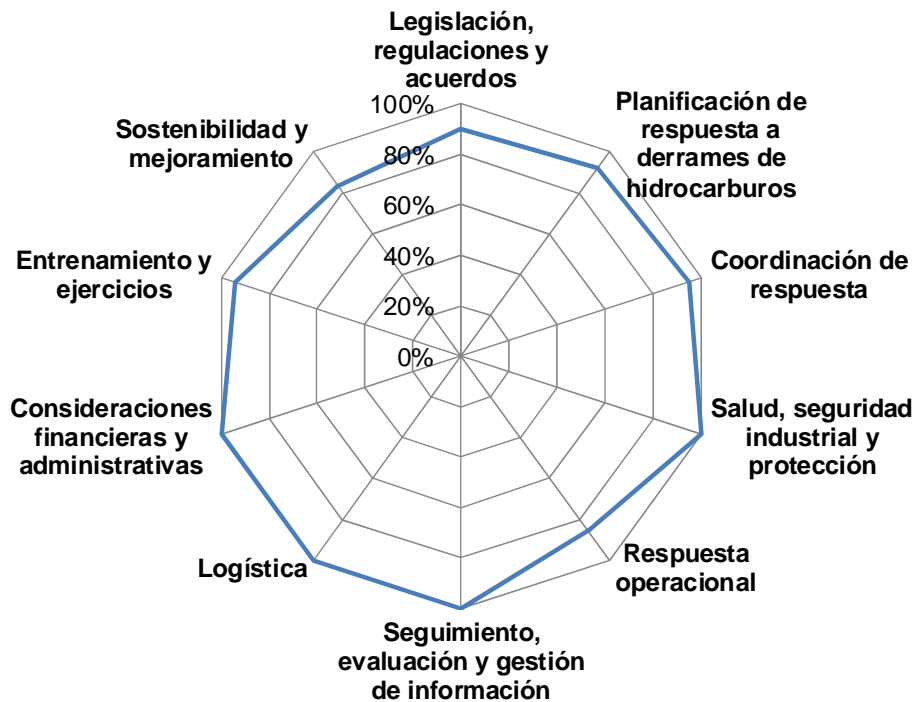 Legislación,
regulaciones y
acuerdos
Planificación de
respuesta a
derrames de
hidrocarburos
Coordinación de
respuesta
Salud, seguridad
industrial y
protección
Respuesta
operacional
Seguimiento,
evaluación y gestión
de información
Logística
Consideraciones
financieras y
administrativas
Entrenamiento y
ejercicios
Sostenibilidad y
mejoramiento
100%
80%
60%
40%
20%
0%